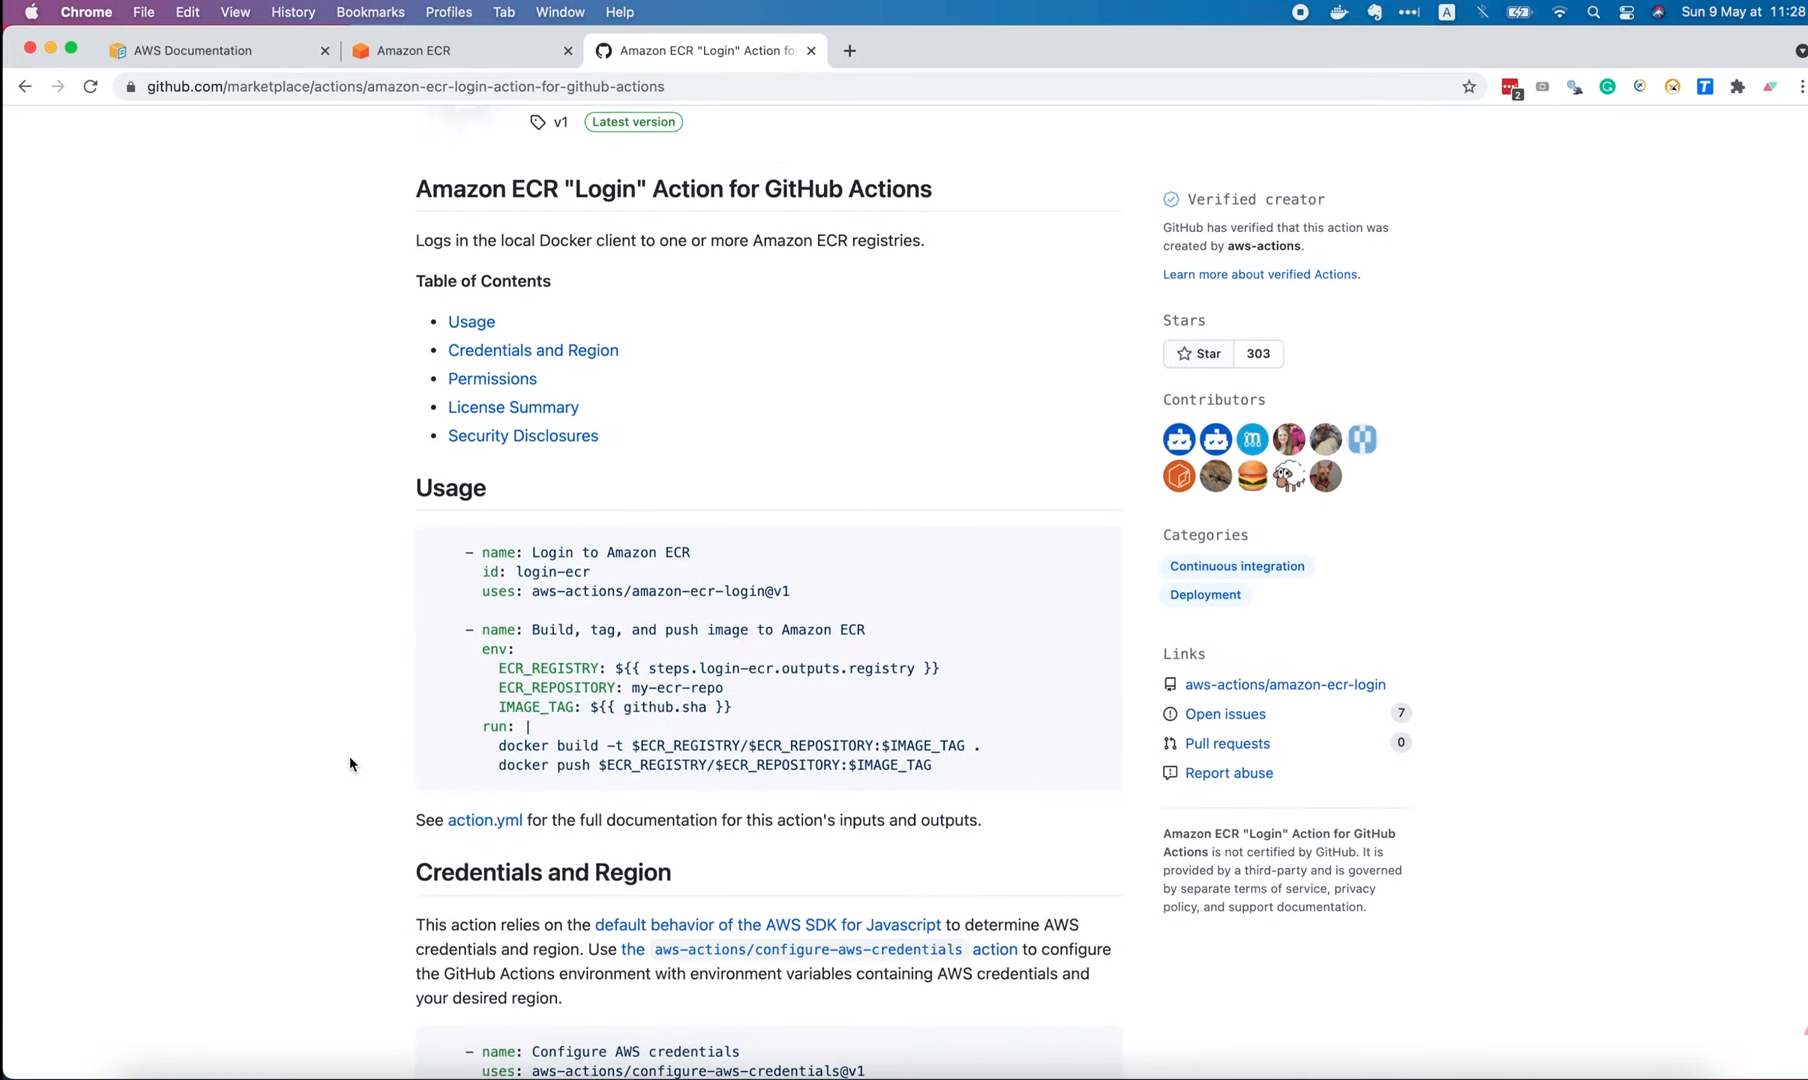 Chrome File Edit View History Bookmarks Profiles Tab Window Help A Sun 9 May at 11:28
AWS Documentation Amazon ECR Amazon ECR "Login" Action fo
github.com/marketplace/actions/amazon-ecr-login-action-for-github-actions 2
v1 Latest version
Amazon ECR "Login" Action for GitHub Actions
Logs in the local Docker client to one or more Amazon ECR registries.
Table of Contents
• Usage
• Credentials and Region
• Permissions
• License Summary
• Security Disclosures
Usage
- name: Login to Amazon ECR
id: login-ecr
uses: aws-actions/amazon-ecr-login@v1
- name: Build, tag, and push image to Amazon ECR
env:
ECR_REGISTRY: ${{ steps.login-ecr.outputs.registry }}
ECR_REPOSITORY: my-ecr-repo
IMAGE_TAG: ${{ github.sha }}
run: |
docker build -t $ECR_REGISTRY/$ECR_REPOSITORY:$IMAGE_TAG .
docker push $ECR_REGISTRY/$ECR_REPOSITORY:$IMAGE_TAG
See action.yml for the full documentation for this action's inputs and outputs.
Credentials and Region
This action relies on the default behavior of the AWS SDK for Javascript to determine AWS
credentials and region. Use the aws-actions/configure-aws-credentials action to configure
the GitHub Actions environment with environment variables containing AWS credentials and
your desired region.
- name: Configure AWS credentials
uses: aws-actions/configure-aws-credentials@v1
Verified creator
GitHub has verified that this action was
created by aws-actions.
Learn more about verified Actions.
Stars
Star 303
Contributors
Categories
Continuous integration
Deployment
Links
aws-actions/amazon-ecr-login
Open issues 7
Pull requests 0
Report abuse
Amazon ECR "Login" Action for GitHub
Actions is not certified by GitHub. It is
provided by a third-party and is governed
by separate terms of service, privacy
policy, and support documentation.